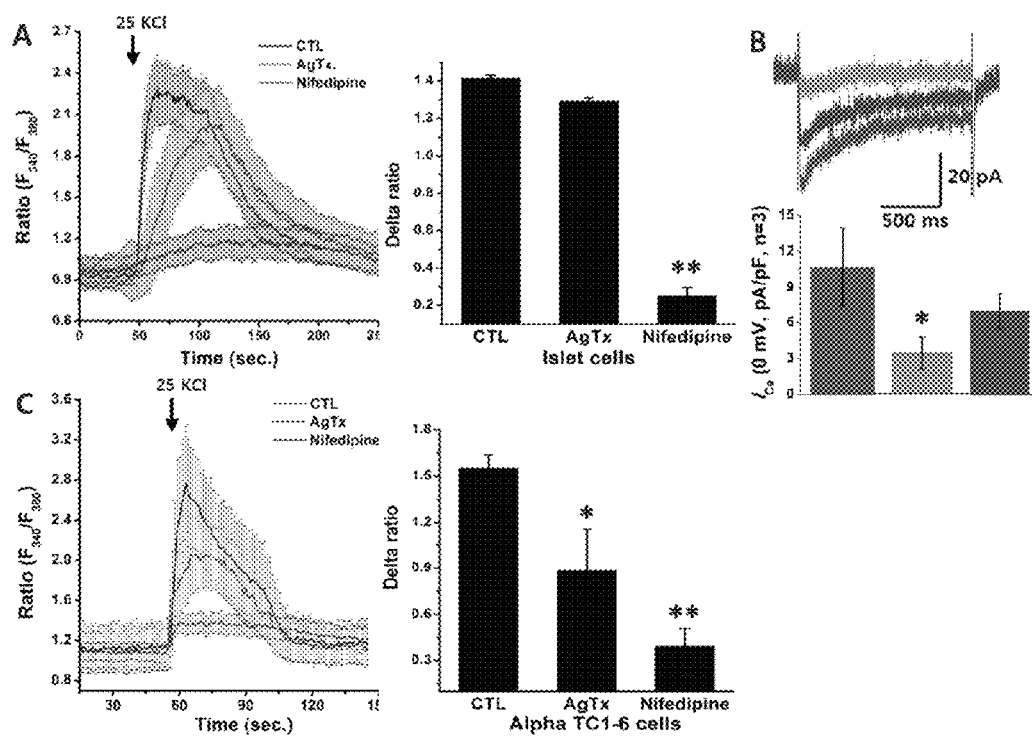 A
25 KCl
2.7
2.4
2.1
1.8
1.5
1.2
0.9
0.6
Ratio (F340/F380)
0
50
100
150
200
Time (sec.)
CTL
AgTx.
Nifedipine
1.4
1.2
1.0
0.8
0.6
0.4
0.2
Delta ratio
**
CTL
AgTx
Nifedipine
Islet cells
B
20 pA
500 ms
15
12
9
6
3
0
(0 mV, pA/pF, n=3)
*
C
25 KCl
3.6
3.2
2.8
2.4
2.0
1.6
1.2
0.8
Ratio (F340/F380)
30
60
90
120
Time (sec.)
CTL
AgTx
Nifedipine
1.8
1.5
1.2
0.9
0.6
0.3
Delta ratio
*
**
CTL
AgTx
Nifedipine
Alpha TC1-6 cells